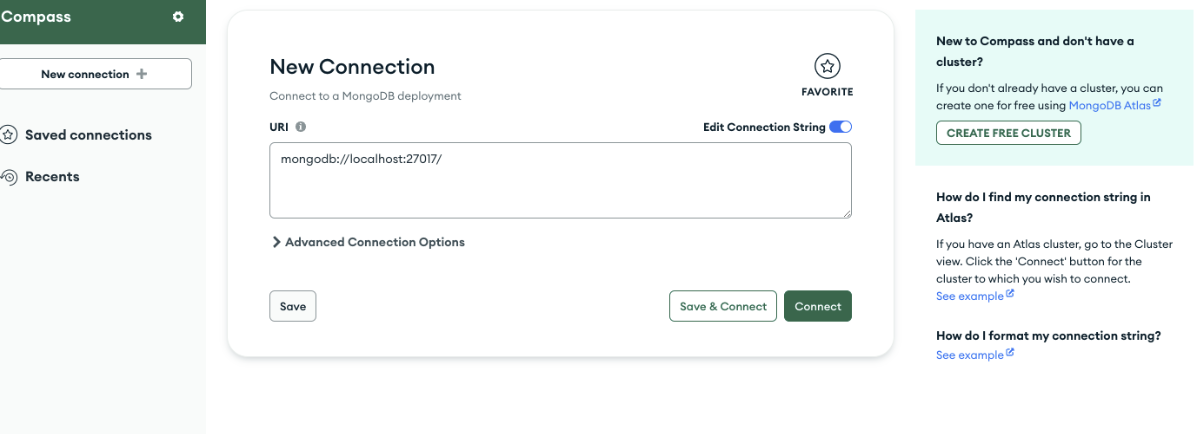 Compass
New connection
Saved connections
Recents
New Connection
Connect to a MongoDB deployment
FAVORITE
URI
Edit Connection String
mongodb://localhost:27017/
Advanced Connection Options
Save
Save & Connect
Connect
New to Compass and don't have a
cluster?
If you don't already have a cluster, you can
create one for free using MongoDB Atlas
CREATE FREE CLUSTER
How do I find my connection string in
Atlas?
If you have an Atlas cluster, go to the Cluster
view. Click the 'Connect' button for the
cluster to which you wish to connect.
See example
How do I format my connection string?
See example